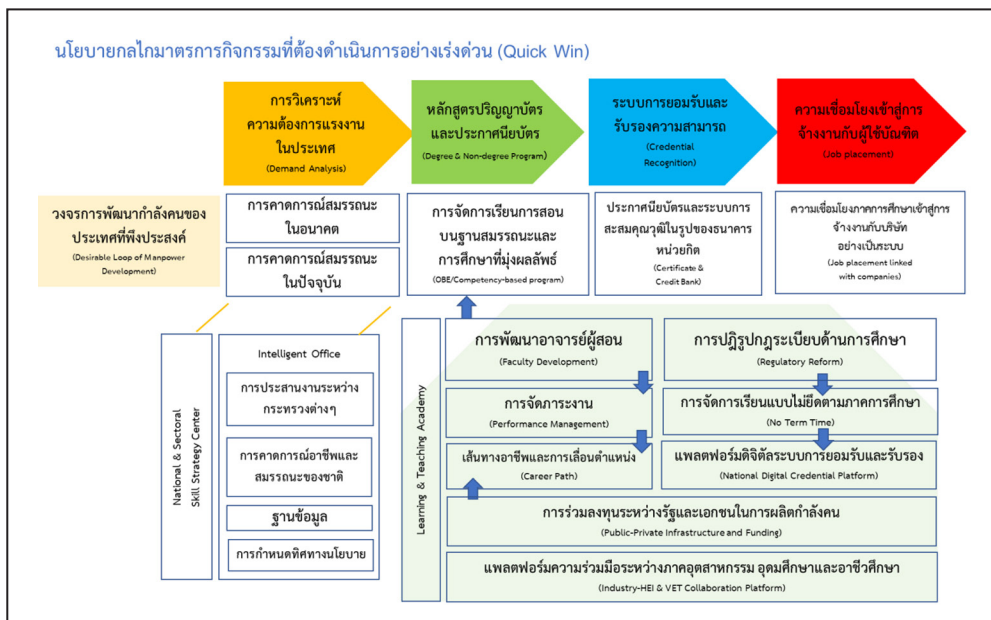 นโยบายกลไกมาตรการกิจกรรมที่ต้องดำเนินการอย่างเร่งด่วน (Quick Win)
การวิเคราะห์
ความต้องการแรงงาน
ในประเทศ
(Demand Analysis)
หลักสูตรปริญญาบัตร
และประกาศนียบัตร
(Degree & Non-degree Program)
ระบบการยอมรับและ
รับรองความสามารถ
(Credential
Recognition)
ความเชื่อมโยงเข้าสู่การ
จ้างงานกับผู้ใช้บัณฑิต
(Job placement)
วงจรการพัฒนากำลังคนของ
ประเทศที่พึงประสงค์
(Desirable Loop of Manpower
Development)
การคาดการณ์สมรรถนะ
ในอนาคต
การคาดการณ์สมรรถนะ
ในปัจจุบัน
การจัดการเรียนการสอน
บนฐานสมรรถนะและ
การศึกษาที่มุ่งผลลัพธ์
(OBE/Competency-based program)
ประกาศนียบัตรและระบบการ
สะสมคุณวุฒิในรูปของธนาคาร
หน่วยกิต
(Certificate &
Credit Bank)
ความเชื่อมโยงภาคการศึกษาเข้าสู่การ
จ้างงานกับบริษัท
อย่างเป็นระบบ
(Job placement linked
with companies)
National & Sectoral
Skill Strategy Center
Intelligent Office
การประสานงานระหว่าง
กระทรวงต่างๆ
การคาดการณ์อาชีพและ
สมรรถนะของชาติ
ฐานข้อมูล
การกำหนดทิศทางนโยบาย
Learning & Teaching Academy
การพัฒนาอาจารย์ผู้สอน
(Faculty Development)
การจัดภาระงาน
(Performance Management)
เส้นทางอาชีพและการเลื่อนตำแหน่ง
(Career Path)
การปฎิรูปกฎระเบียบด้านการศึกษา
(Regulatory Reform)
การจัดการเรียนแบบไม่ยึดตามภาคการศึกษา
(No Term Time)
แพลตฟอร์มดิจิตัลระบบการยอมรับและรับรอง
(National Digital Credential Platform)
การร่วมลงทุนระหว่างรัฐและเอกชนในการผลิตกำลังคน
(Public-Private Infrastructure and Funding)
แพลตฟอร์มความร่วมมือระหว่างภาคอุตสาหกรรม อุดมศึกษาและอาชีวศึกษา
(Industry-HEI & VET Collaboration Platform)